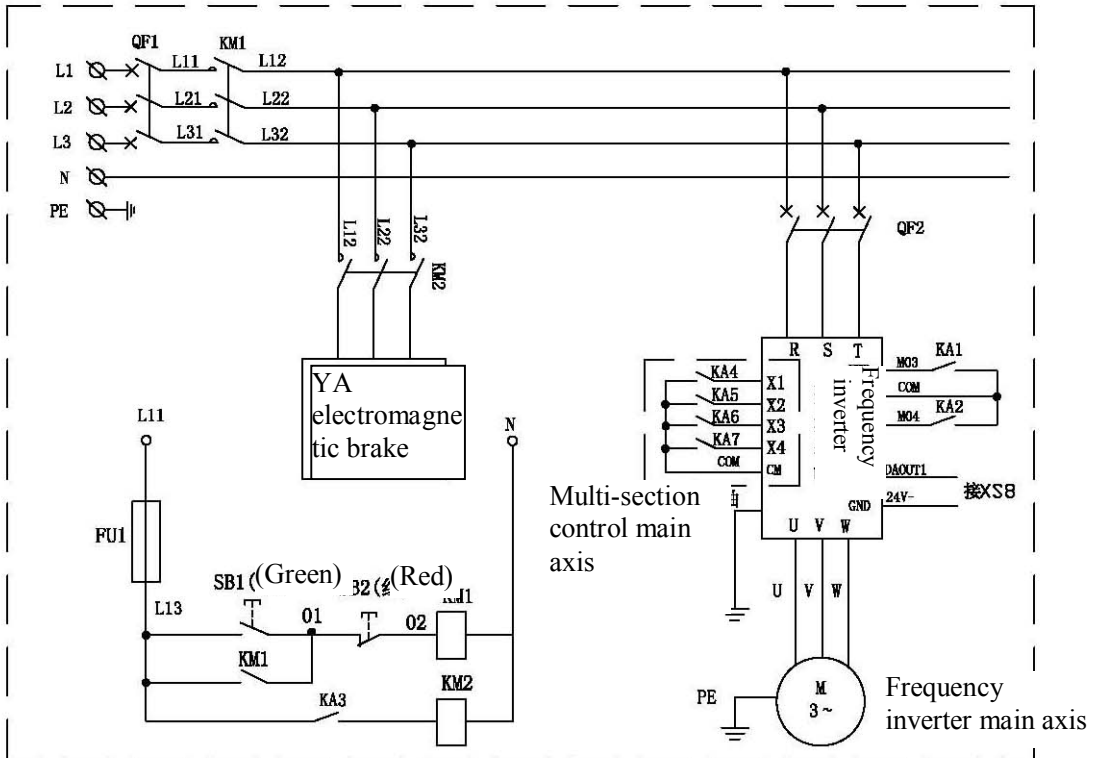 QF1 KM1
L1 L11 L12
L2 L21 L22
L3 L31 L32
N
PE
L12 L22 L32 KM2
QF2
YA
electromagne
tic brake
R S T
Frequency
inverter
KA4 X1
KA5 X2
KA6 X3
KA7 X4
COM CM
M03 KA1
COM
M04 KA2
DAOUT1
24V-
GND
接XS8
Multi-section
control main
axis
U V W
U V W
L11 N
FU1
L13
SB1 (Green) (Red) KM1
01 02
KM1
KA3 KM2
PE
M
3~
Frequency
inverter main axis